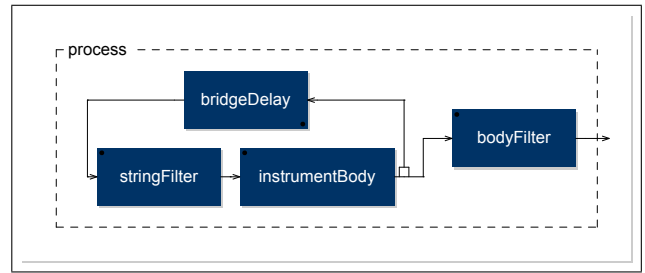 process
bridgeDelay
bodyFilter
stringFilter
instrumentBody